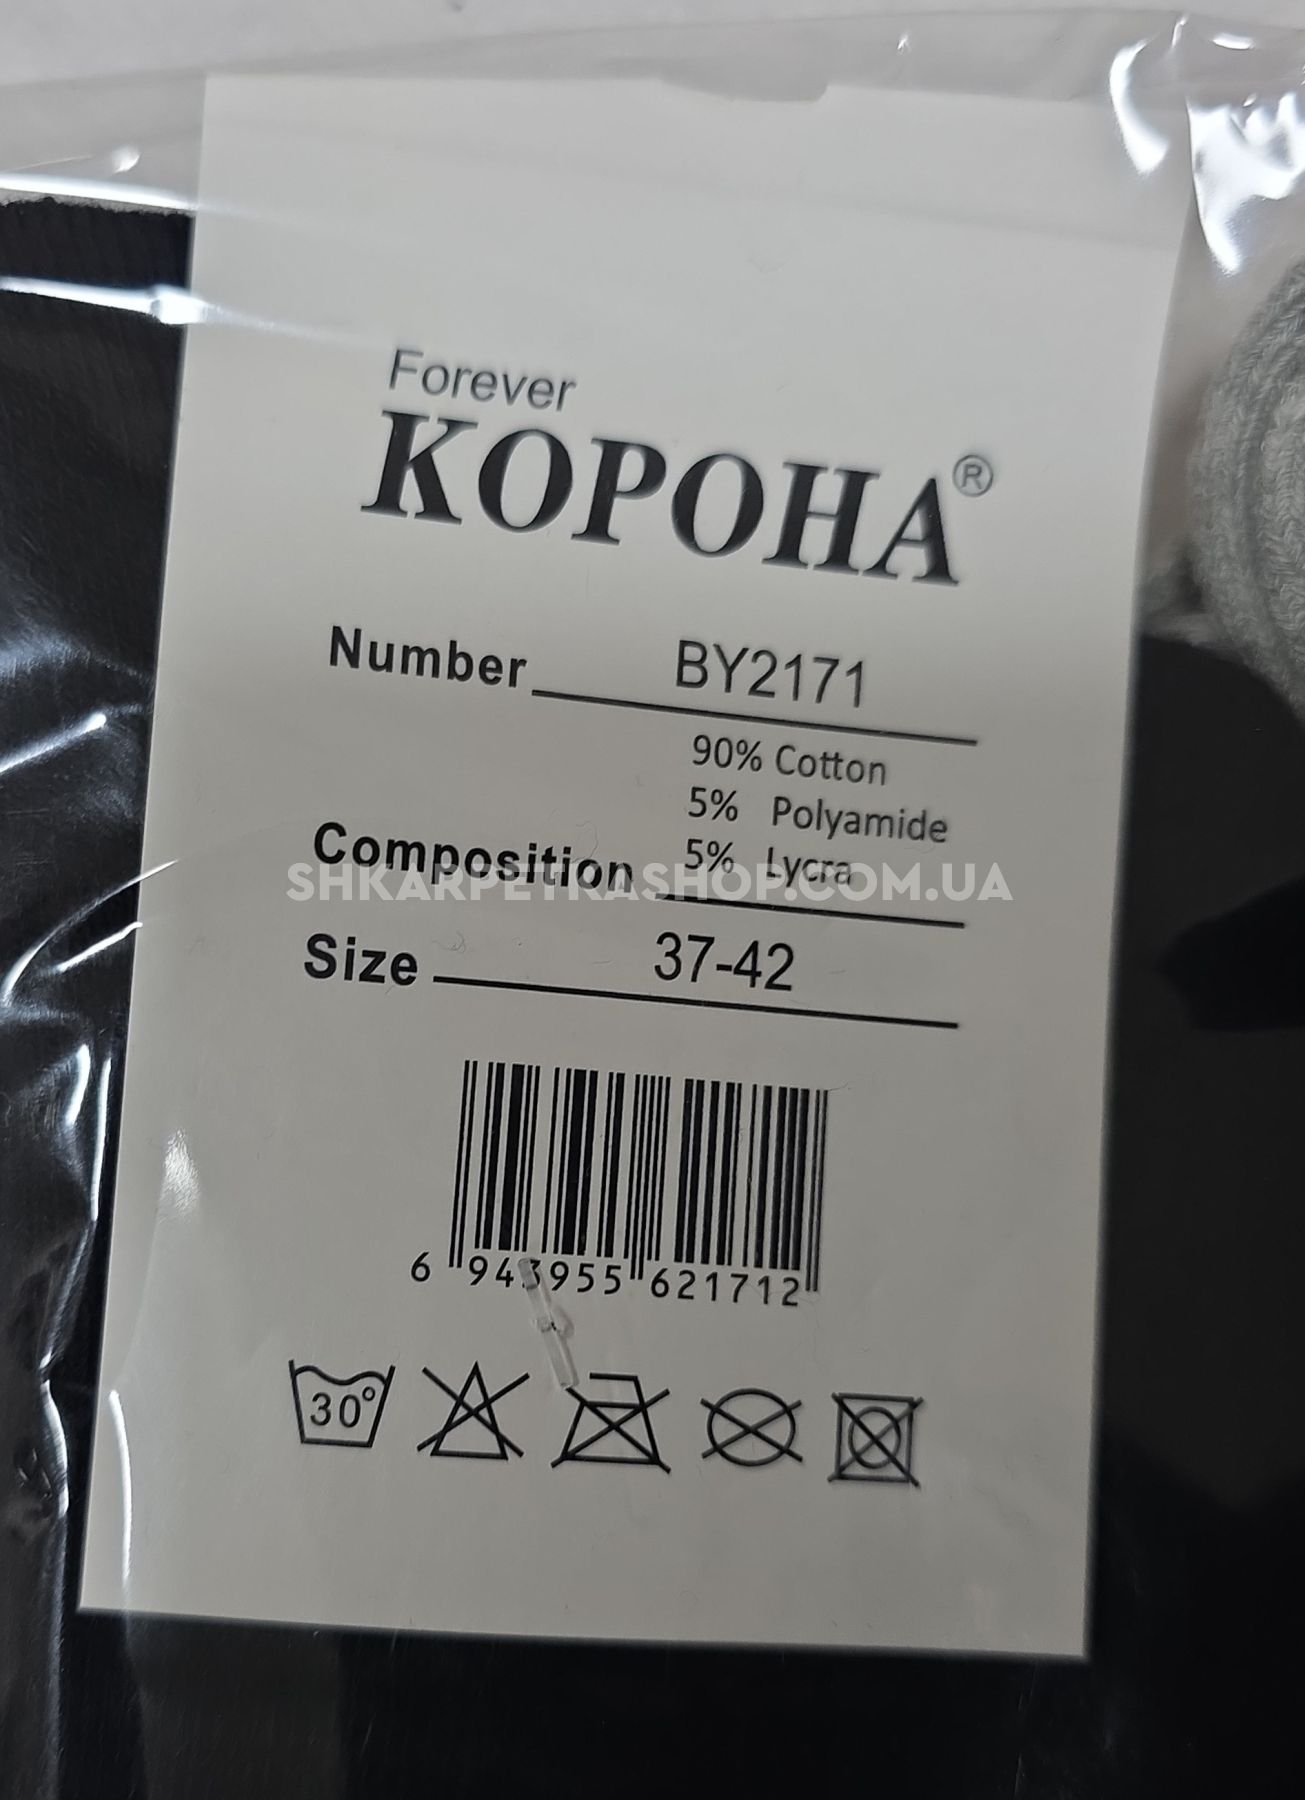 Forever
КОРОНА®
Number BY2171
90% Cotton
5% Polyamide
Composition 5% Lycra
SHKARPETKASHOP.COM.UA
Size 37-42
6 943955 621712
30°